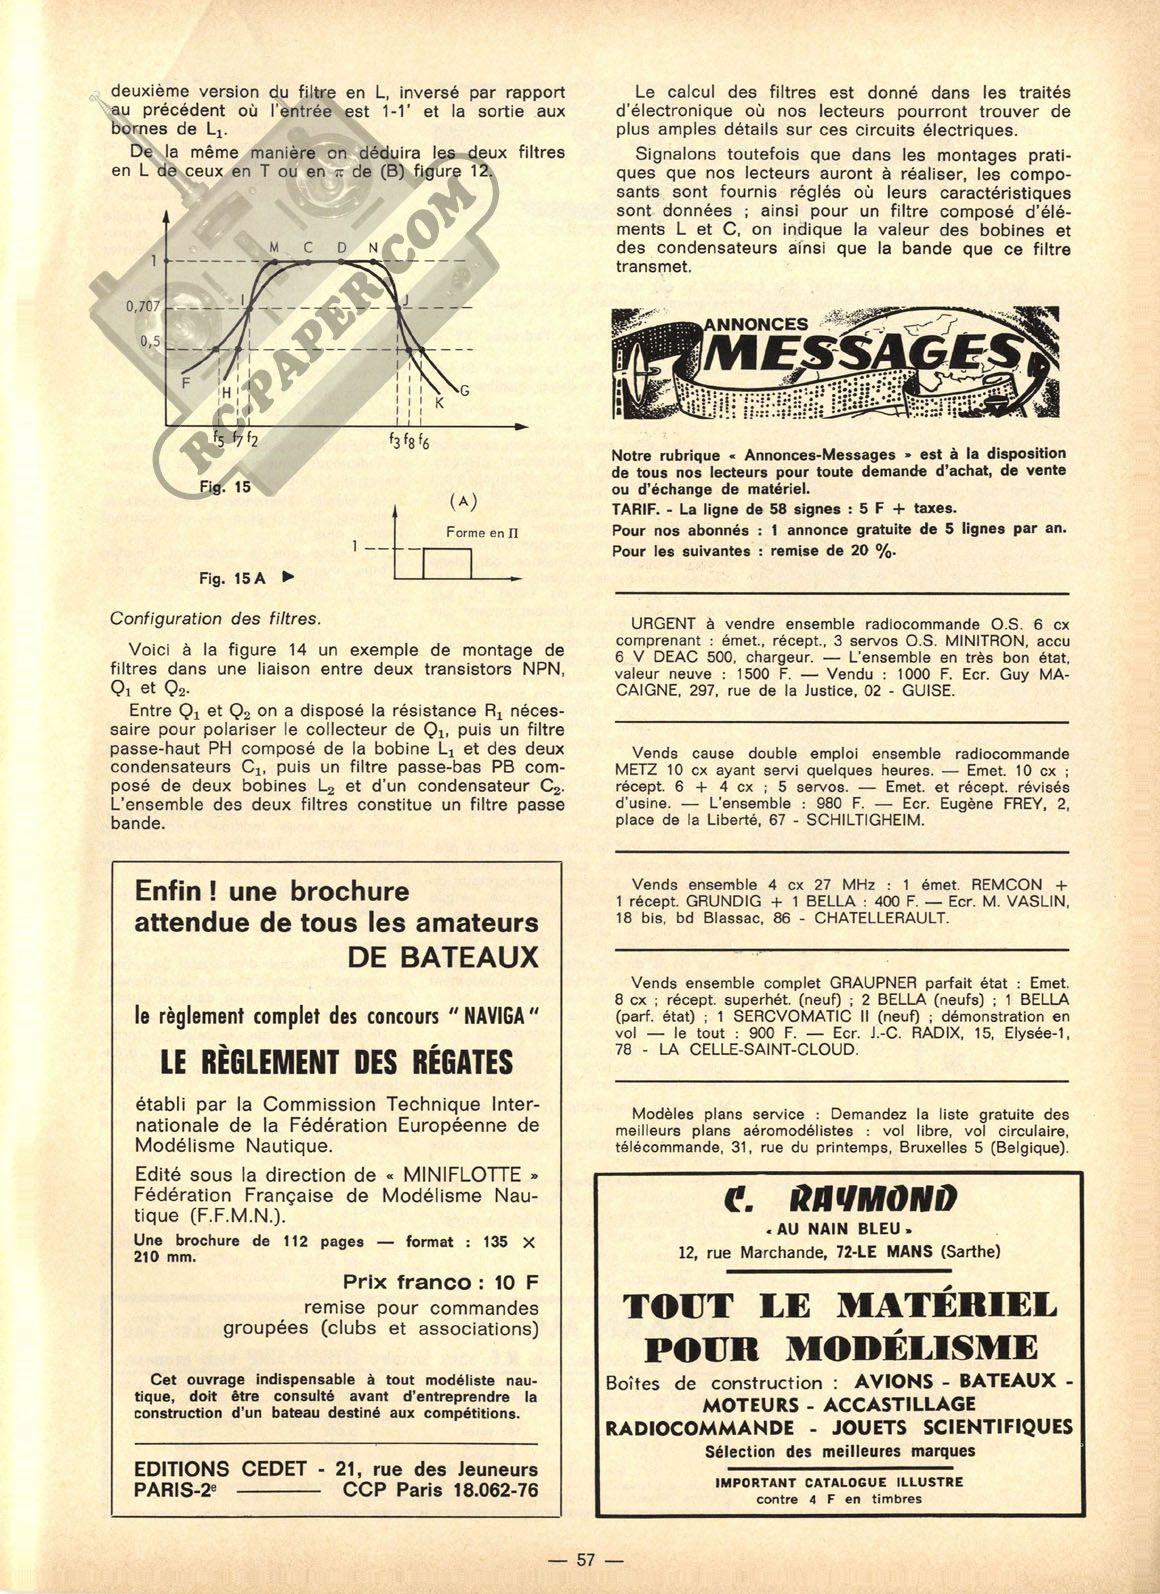 deuxième version du filtre en L, inversé par rapport
au précédent où l'entrée est 1-1' et la sortie aux
bornes de L₁.
De la même manière on déduira les deux filtres
en L de ceux en T ou en π de (B) figure 12.
M C D N
1
I
J
0,707
0,5
F
H
K
G
f5 f7 f2
f3 f8 f6
Fig. 15
RC-PAPER.COM
(A)
Forme en Π
1
Fig. 15 A ►
Configuration des filtres.
Voici à la figure 14 un exemple de montage de
filtres dans une liaison entre deux transistors NPN,
Q₁ et Q₂.
Entre Q₁ et Q₂ on a disposé la résistance R₁ néces-
saire pour polariser le collecteur de Q₁, puis un filtre
passe-haut PH composé de la bobine L₁ et des deux
condensateurs C₁, puis un filtre passe-bas PB com-
posé de deux bobines L₂ et d'un condensateur C₂.
L'ensemble des deux filtres constitue un filtre passe
bande.
Enfin ! une brochure
attendue de tous les amateurs
DE BATEAUX
le règlement complet des concours "NAVIGA"
LE RÈGLEMENT DES RÉGATES
établi par la Commission Technique Inter-
nationale de la Fédération Européenne de
Modélisme Nautique.
Edité sous la direction de « MINIFLOTTE »
Fédération Française de Modélisme Nau-
tique (F.F.M.N.).
Une brochure de 112 pages — format : 135 X
210 mm.
Prix franco : 10 F
remise pour commandes
groupées (clubs et associations)
Cet ouvrage indispensable à tout modéliste nau-
tique, doit être consulté avant d'entreprendre la
construction d'un bateau destiné aux compétitions.
EDITIONS CEDET - 21, rue des Jeuneurs
PARIS-2e ——— CCP Paris 18.062-76
Le calcul des filtres est donné dans les traités
d'électronique où nos lecteurs pourront trouver de
plus amples détails sur ces circuits électriques.
Signalons toutefois que dans les montages prati-
ques que nos lecteurs auront à réaliser, les compo-
sants sont fournis réglés où leurs caractéristiques
sont données ; ainsi pour un filtre composé d'élé-
ments L et C, on indique la valeur des bobines et
des condensateurs ainsi que la bande que ce filtre
transmet.
ANNONCES
MESSAGES
Notre rubrique « Annonces-Messages » est à la disposition
de tous nos lecteurs pour toute demande d'achat, de vente
ou d'échange de matériel.
TARIF. - La ligne de 58 signes : 5 F + taxes.
Pour nos abonnés : 1 annonce gratuite de 5 lignes par an.
Pour les suivantes : remise de 20 %.
URGENT à vendre ensemble radiocommande O.S. 6 cx
comprenant : émet., récept., 3 servos O.S. MINITRON, accu
6 V DEAC 500, chargeur. — L'ensemble en très bon état,
valeur neuve : 1500 F. — Vendu : 1000 F. Ecr. Guy MA-
CAIGNE, 297, rue de la Justice, 02 - GUISE.
Vends cause double emploi ensemble radiocommande
METZ 10 cx ayant servi quelques heures. — Emet. 10 cx ;
récept. 6 + 4 cx ; 5 servos. — Emet. et récept. révisés
d'usine. — L'ensemble : 980 F. — Ecr. Eugène FREY, 2,
place de la Liberté, 67 - SCHILTIGHEIM.
Vends ensemble 4 cx 27 MHz : 1 émet. REMCON +
1 récept. GRUNDIG + 1 BELLA : 400 F. — Ecr. M. VASLIN,
18 bis, bd Blassac, 86 - CHATELLERAULT.
Vends ensemble complet GRAUPNER parfait état : Emet.
8 cx ; récept. superhét. (neuf) ; 2 BELLA (neufs) ; 1 BELLA
(parf. état) ; 1 SERCVOMATIC II (neuf) ; démonstration en
vol — le tout : 900 F. — Ecr. J.-C. RADIX, 15, Elysée-1,
78 - LA CELLE-SAINT-CLOUD.
Modèles plans service : Demandez la liste gratuite des
meilleurs plans aéromodélistes : vol libre, vol circulaire,
télécommande, 31, rue du printemps, Bruxelles 5 (Belgique).
C. RAYMOND
« AU NAIN BLEU »
12, rue Marchande, 72-LE MANS (Sarthe)
TOUT LE MATÉRIEL
POUR MODÉLISME
Boîtes de construction : AVIONS - BATEAUX -
MOTEURS - ACCASTILLAGE
RADIOCOMMANDE - JOUETS SCIENTIFIQUES
Sélection des meilleures marques
IMPORTANT CATALOGUE ILLUSTRE
contre 4 F en timbres
— 57 —